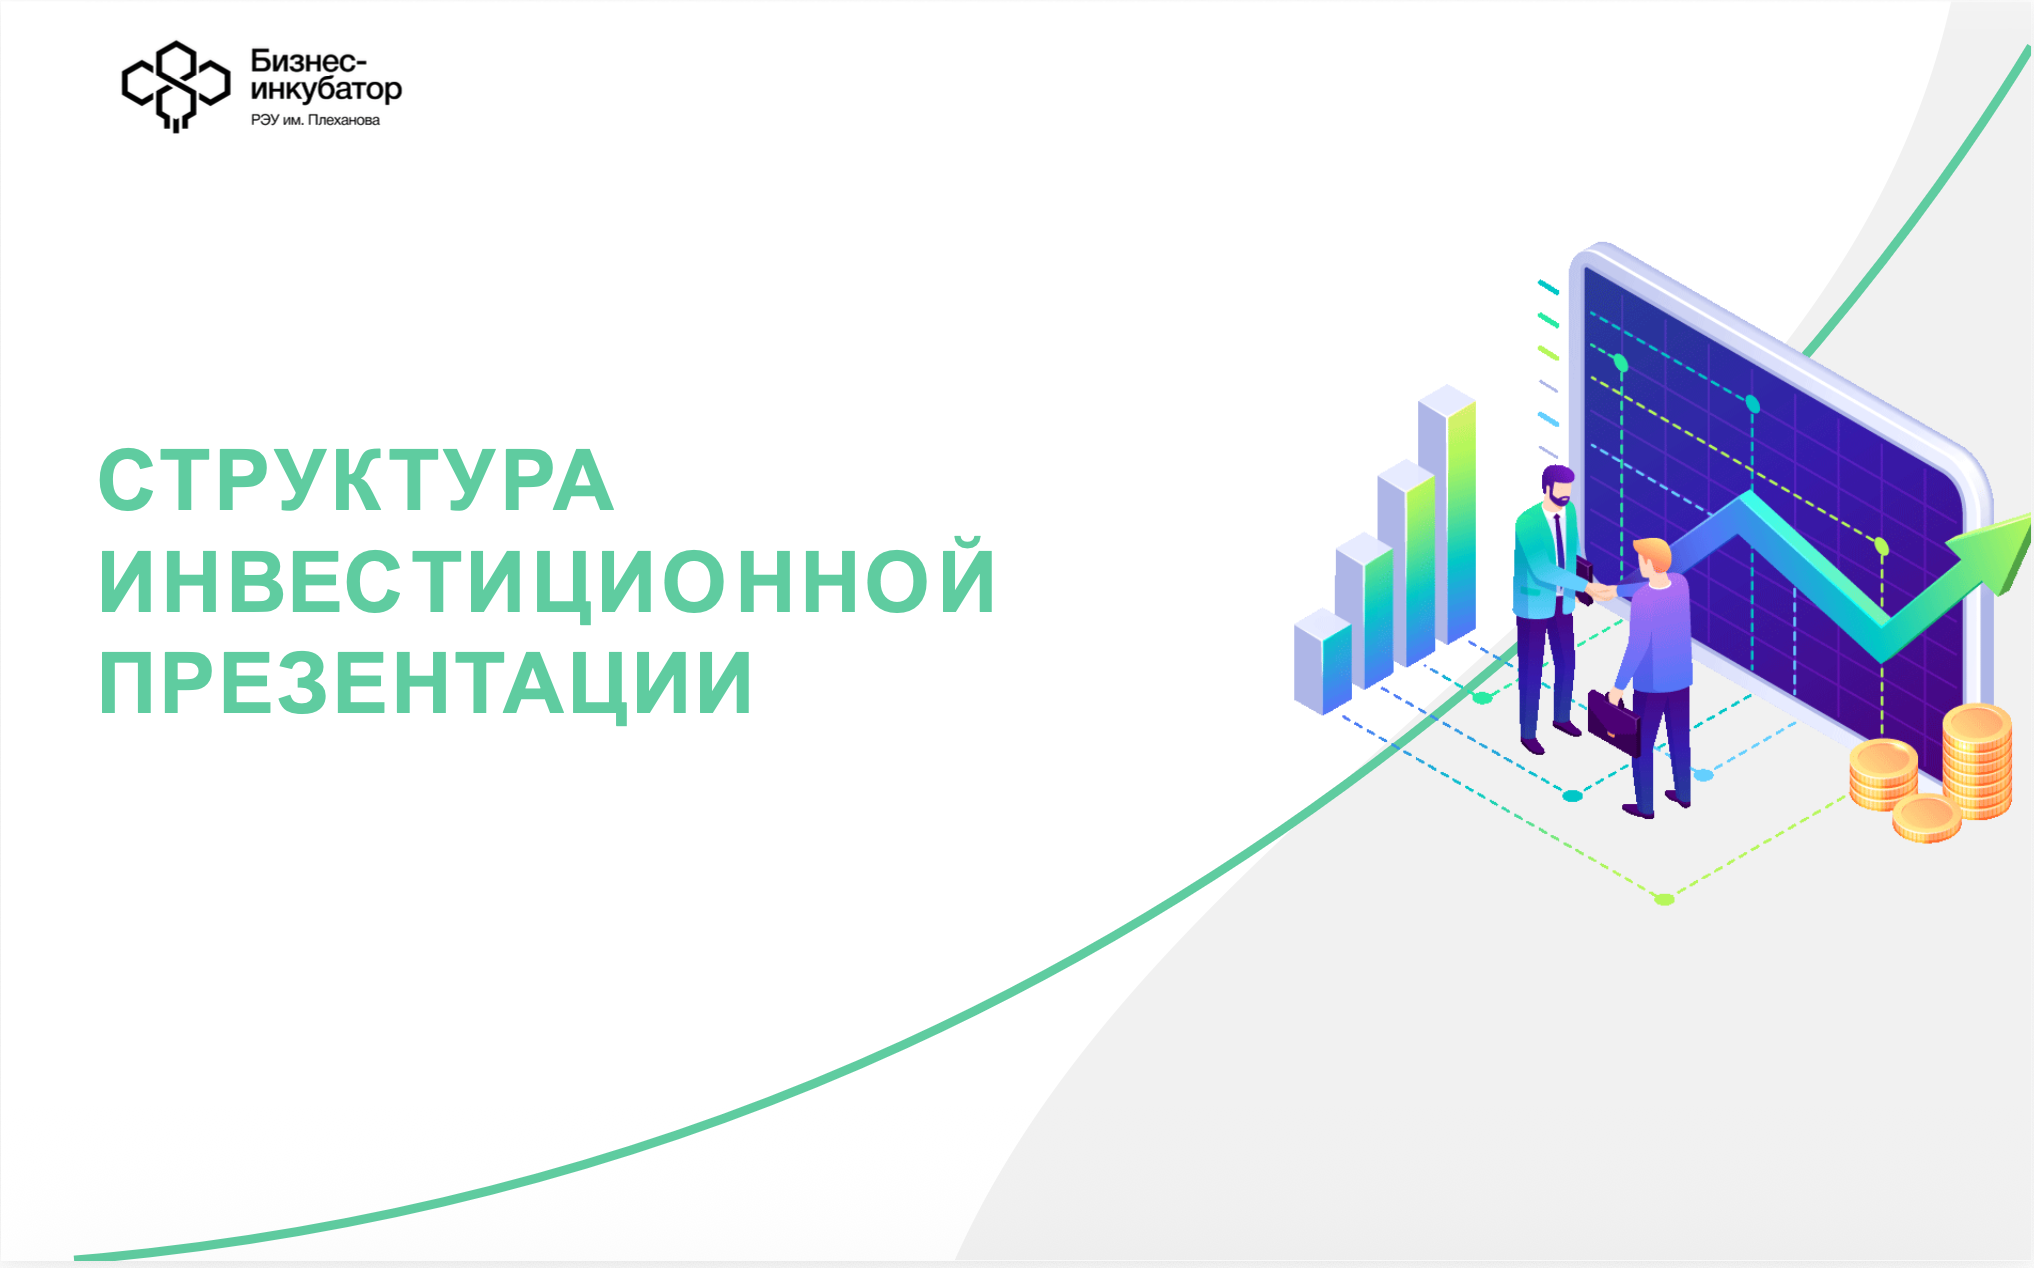 Бизнес-
инкубатор
РЭУ им. Плеханова
СТРУКТУРА
ИНВЕСТИЦИОННОЙ
ПРЕЗЕНТАЦИИ